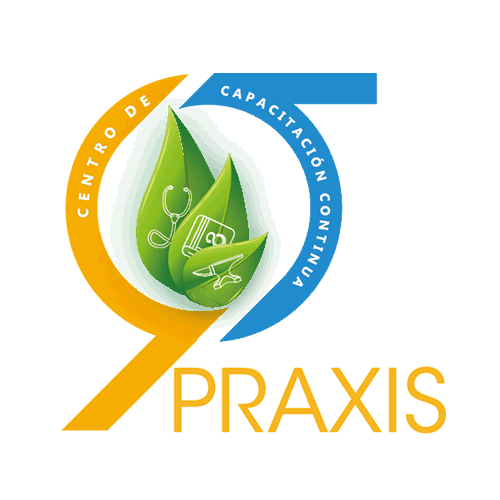 CENTRO DE
CAPACITACIÓN CONTINUA
PRAXIS